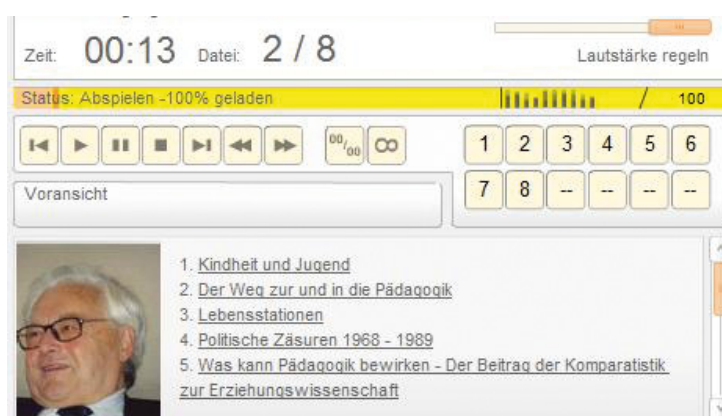 Zeit: 00:13 Datei: 2 / 8
Lautstärke regeln
Status: Abspielen -100% geladen / 100
00/00
1 2 3 4 5 6
7 8 -- -- -- --
Voransicht
1. Kindheit und Jugend
2. Der Weg zur und in die Pädagogik
3. Lebensstationen
4. Politische Zäsuren 1968 - 1989
5. Was kann Pädagogik bewirken - Der Beitrag der Komparatistik
zur Erziehungswissenschaft